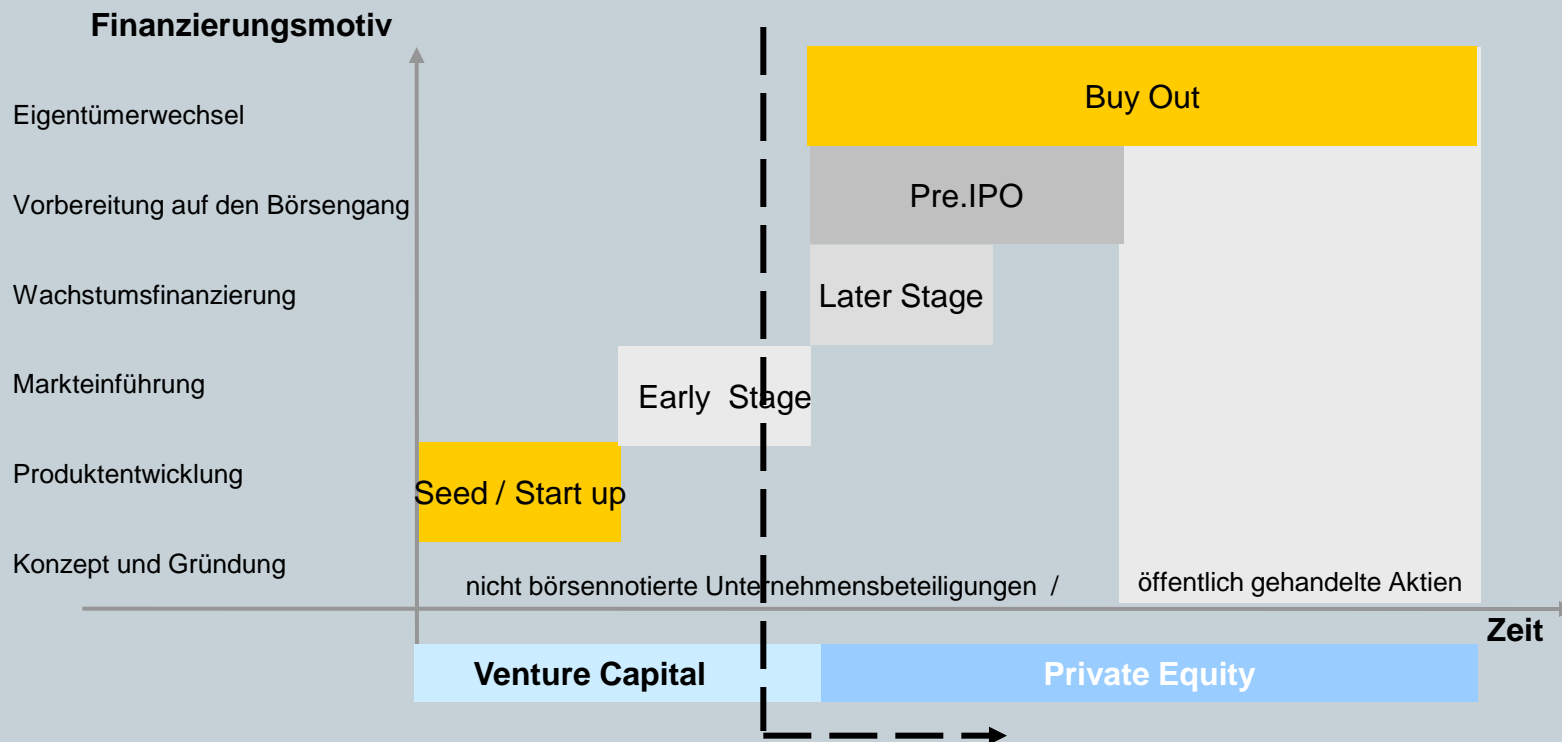 Finanzierungsmotiv
Eigentümerwechsel
Buy Out
Vorbereitung auf den Börsengang
Pre.IPO
Wachstumsfinanzierung
Later Stage
Markteinführung
Early Stage
Produktentwicklung
Seed / Start up
Konzept und Gründung
nicht börsennotierte Unternehmensbeteiligungen /
öffentlich gehandelte Aktien
Zeit
Venture Capital
Private Equity